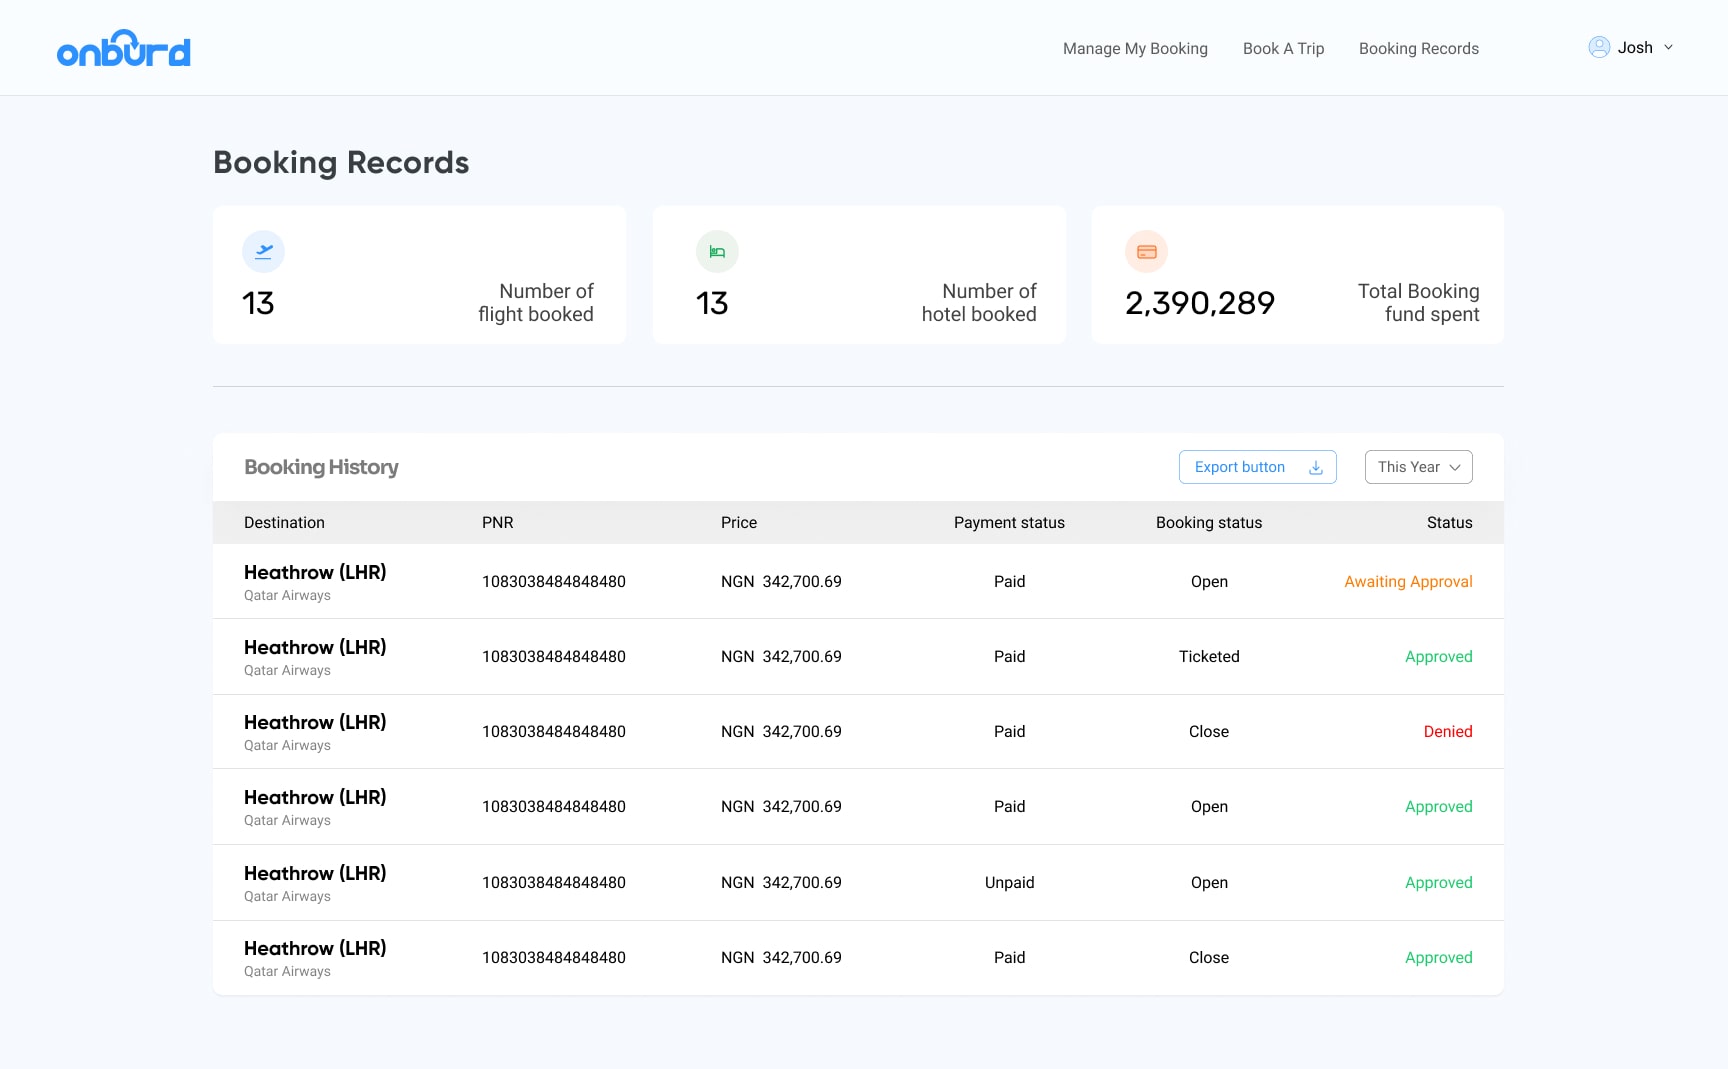 onburd
Manage My Booking
Book A Trip
Booking Records
Josh
Booking Records
13
Number of
flight booked
13
Number of
hotel booked
2,390,289
Total Booking
fund spent
Booking History
Export button
This Year
Destination PNR Price Payment status Booking status Status
Heathrow (LHR)
Qatar Airways
1083038484848480 NGN 342,700.69 Paid Open Awaiting Approval
Heathrow (LHR)
Qatar Airways
1083038484848480 NGN 342,700.69 Paid Ticketed Approved
Heathrow (LHR)
Qatar Airways
1083038484848480 NGN 342,700.69 Paid Close Denied
Heathrow (LHR)
Qatar Airways
1083038484848480 NGN 342,700.69 Paid Open Approved
Heathrow (LHR)
Qatar Airways
1083038484848480 NGN 342,700.69 Unpaid Open Approved
Heathrow (LHR)
Qatar Airways
1083038484848480 NGN 342,700.69 Paid Close Approved